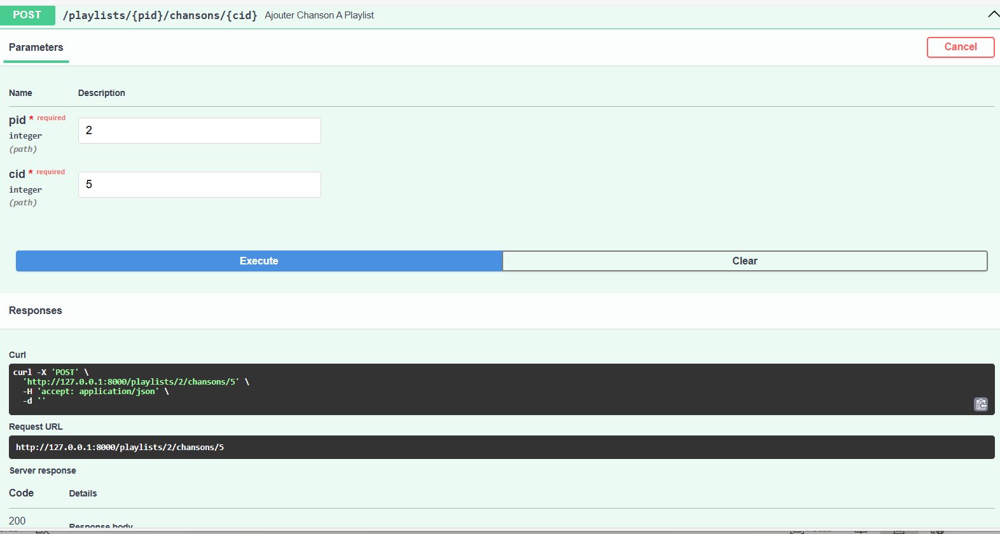 POST /playlists/{pid}/chansons/{cid} Ajouter Chanson A Playlist
Parameters
Cancel
Name Description
pid * required
integer
(path)
2
cid * required
integer
(path)
5
Execute
Clear
Responses
Curl
curl -X 'POST' \
'http://127.0.0.1:8000/playlists/2/chansons/5' \
-H 'accept: application/json' \
-d ''
Request URL
http://127.0.0.1:8000/playlists/2/chansons/5
Server response
Code Details
200
Response body